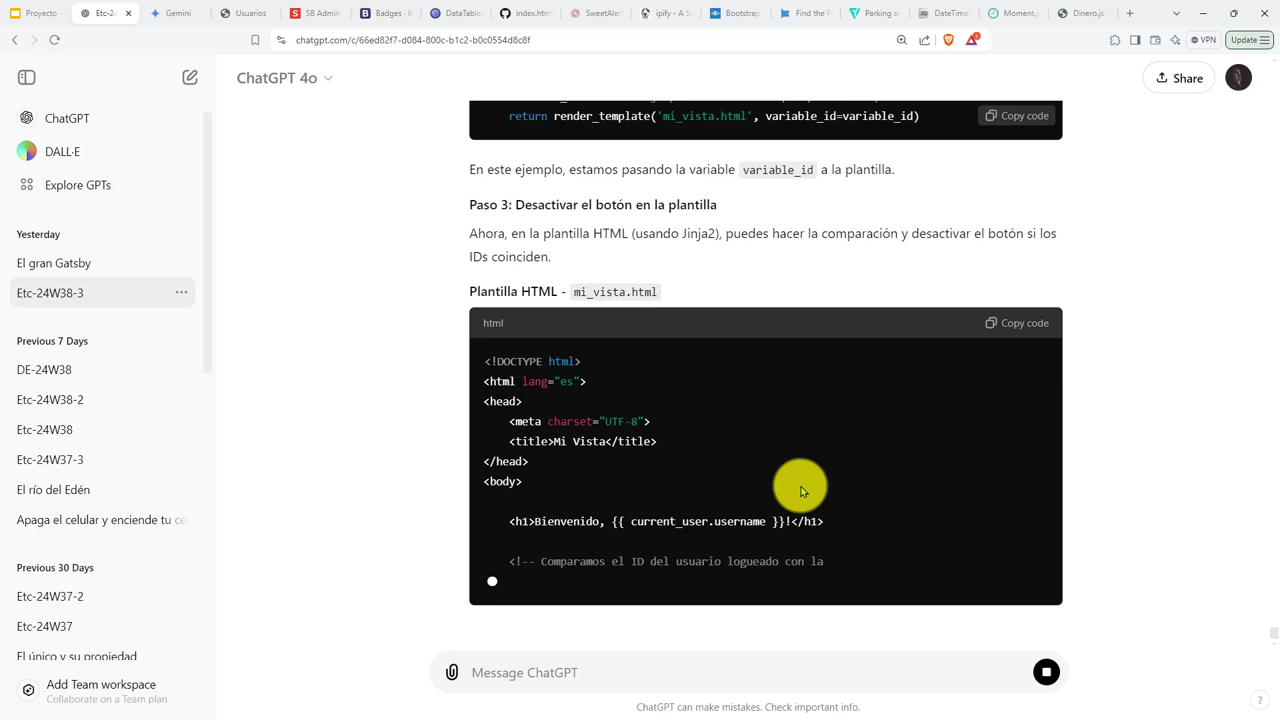 Proyecto
Etc-24
Gemini
Usuarios
SB Admin
Badges - B
DataTable
index.html
SweetAler
ipify - A S
Bootstrap
Find the P
Parking an
DateTime
Moment.j
Dinero.js -
chatgpt.com/c/66ed82f7-d084-800c-b1c2-b0c0554d8c8f
VPN
Update
ChatGPT 4o
Share
ChatGPT
DALL·E
Explore GPTs
Yesterday
El gran Gatsby
Etc-24W38-3
Previous 7 Days
DE-24W38
Etc-24W38-2
Etc-24W38
Etc-24W37-3
El río del Edén
Apaga el celular y enciende tu ce
Previous 30 Days
Etc-24W37-2
Etc-24W37
El único y su propiedad
Add Team workspace
Collaborate on a Team plan
return render_template('mi_vista.html', variable_id=variable_id)
Copy code
En este ejemplo, estamos pasando la variable variable_id a la plantilla.
Paso 3: Desactivar el botón en la plantilla
Ahora, en la plantilla HTML (usando Jinja2), puedes hacer la comparación y desactivar el botón si los
IDs coinciden.
Plantilla HTML - mi_vista.html
html
Copy code
<!DOCTYPE html>
<html lang="es">
<head>
<meta charset="UTF-8">
<title>Mi Vista</title>
</head>
<body>
<h1>Bienvenido, {{ current_user.username }}!</h1>
<!-- Comparamos el ID del usuario logueado con la
Message ChatGPT
ChatGPT can make mistakes. Check important info.
?